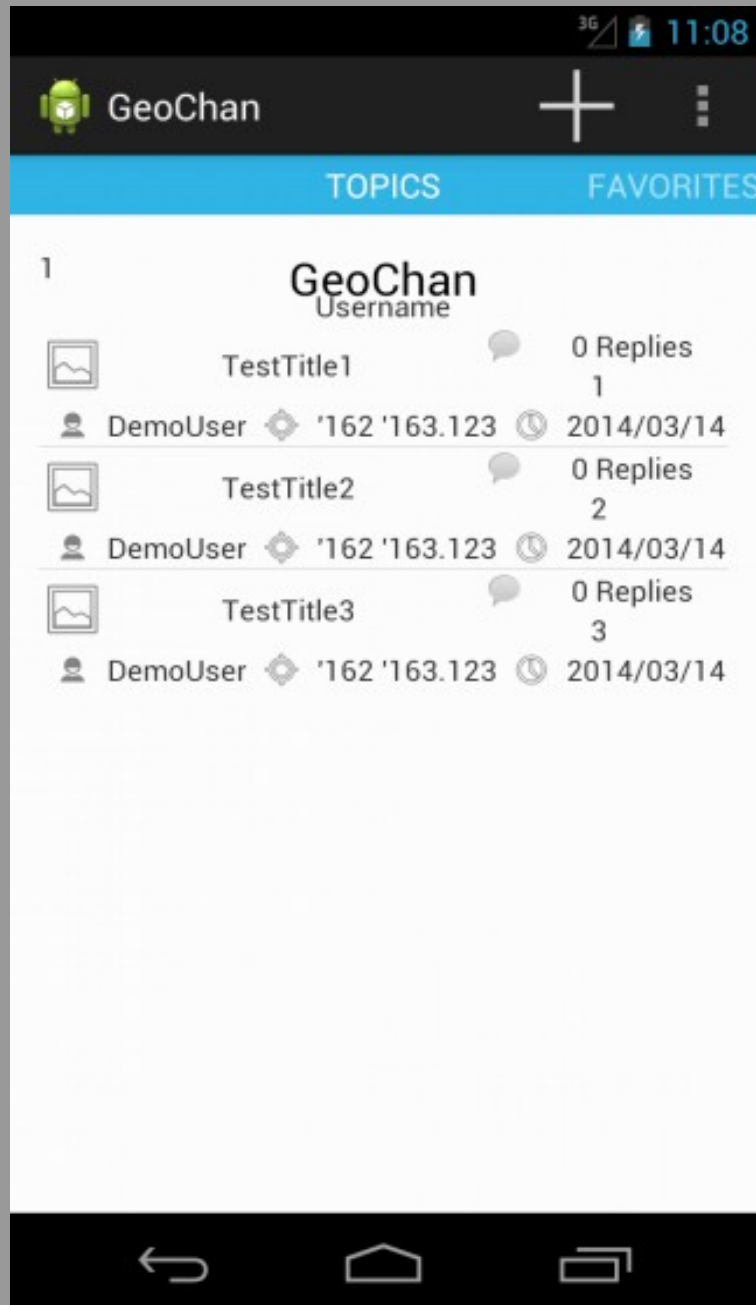 3G 11:08
GeoChan
TOPICS FAVORITES
1
GeoChan
Username
TestTitle1 0 Replies
1
DemoUser '162 '163.123 2014/03/14
TestTitle2 0 Replies
2
DemoUser '162 '163.123 2014/03/14
TestTitle3 0 Replies
3
DemoUser '162 '163.123 2014/03/14